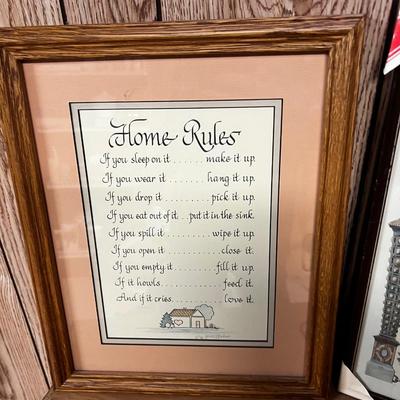 Home Rules
If you sleep on it . . . . . . . make it up.
If you wear it . . . . . . . . hang it up.
If you drop it . . . . . . . . . pick it up.
If you eat out of it . . put it in the sink.
If you spill it . . . . . . . . . wipe it up.
If you open it . . . . . . . . . . close it.
If you empty it . . . . . . . . . fill it up.
If it howls . . . . . . . . . . . . . feed it.
And if it cries . . . . . . . . . love it.